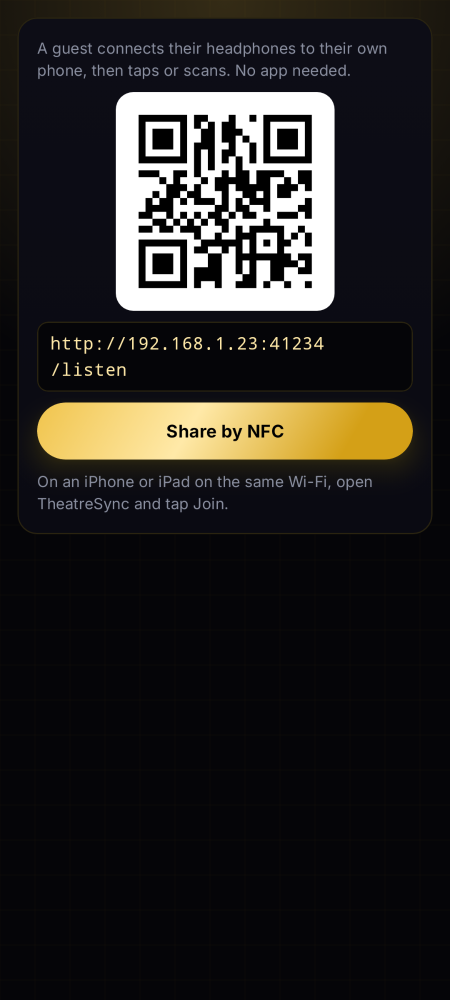 A guest connects their headphones to their own
phone, then taps or scans. No app needed.
http://192.168.1.23:41234
/listen
Share by NFC
On an iPhone or iPad on the same Wi-Fi, open
TheatreSync and tap Join.